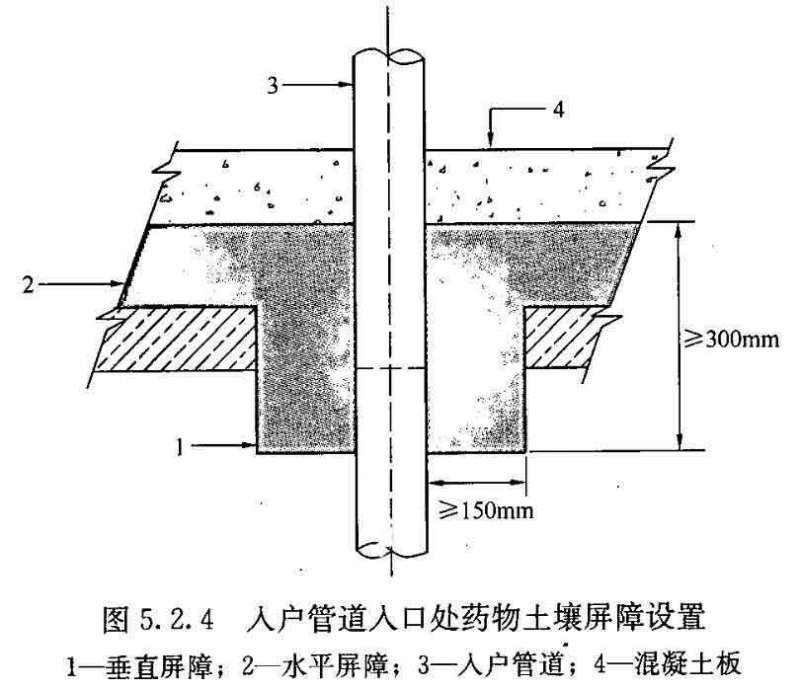 3
4
2
≥300mm
1
≥150mm
图 5.2.4 入户管道入口处药物土壤屏障设置
1—垂直屏障；2—水平屏障；3—入户管道；4—混凝土板